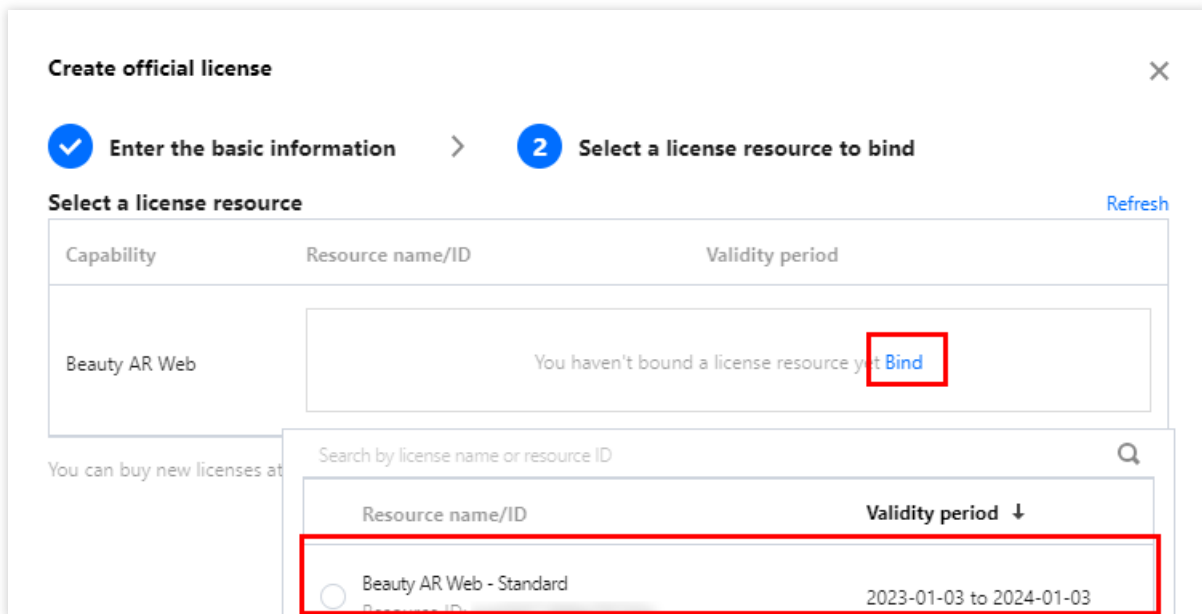 Create official license
Enter the basic information
2 Select a license resource to bind
Select a license resource
Refresh
Capability Resource name/ID Validity period
Beauty AR Web
You haven't bound a license resource yet Bind
You can buy new licenses at
Search by license name or resource ID
Resource name/ID Validity period ↓
Beauty AR Web - Standard
2023-01-03 to 2024-01-03
Resource ID: